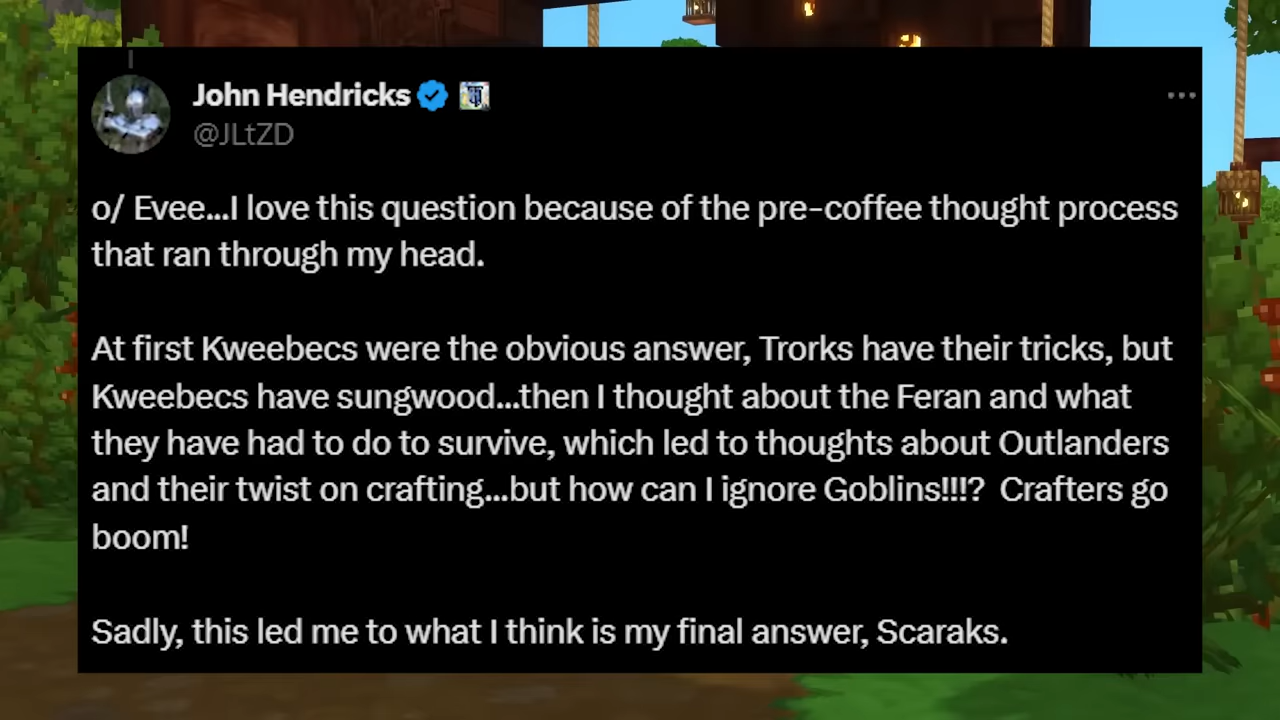 John Hendricks
@JLtZD
o/ Evee...I love this question because of the pre-coffee thought process
that ran through my head.
At first Kweebecs were the obvious answer, Trorks have their tricks, but
Kweebecs have sungwood...then I thought about the Feran and what
they have had to do to survive, which led to thoughts about Outlanders
and their twist on crafting...but how can I ignore Goblins!!!?  Crafters go
boom!
Sadly, this led me to what I think is my final answer, Scaraks.